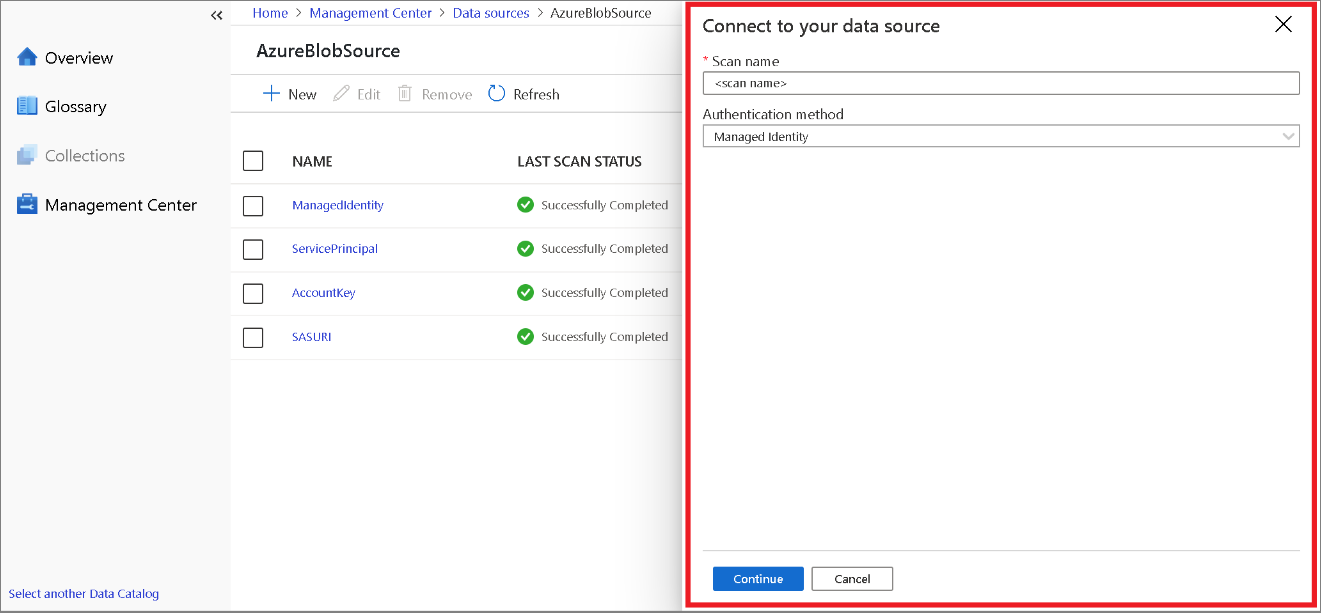 Home > Management Center > Data sources > AzureBlobSource
Overview
Glossary
Collections
Management Center
Select another Data Catalog
AzureBlobSource
New Edit Remove Refresh
NAME LAST SCAN STATUS
ManagedIdentity Successfully Completed
ServicePrincipal Successfully Completed
AccountKey Successfully Completed
SASURI Successfully Completed
Connect to your data source
* Scan name
<scan name>
Authentication method
Managed Identity
Continue Cancel